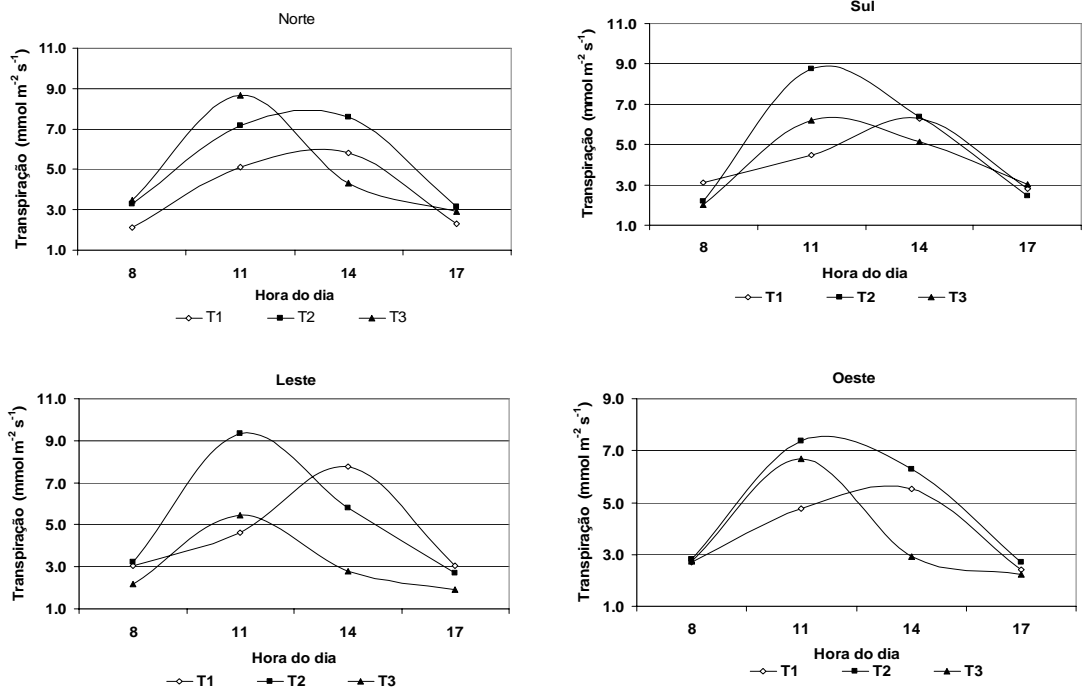 Norte
Transpiração (mmol m⁻² s⁻¹)
11.0
9.0
7.0
5.0
3.0
1.0
8 11 14 17
Hora do dia
T1 T2 T3
Sul
Transpiração (mmol m⁻² s⁻¹)
11.0
9.0
7.0
5.0
3.0
1.0
8 11 14 17
Hora do dia
T1 T2 T3
Leste
Transpiração (mmol m⁻² s⁻¹)
11.0
9.0
7.0
5.0
3.0
1.0
8 11 14 17
Hora do dia
T1 T2 T3
Oeste
Transpiração (mmol m⁻² s⁻¹)
9.0
7.0
5.0
3.0
1.0
8 11 14 17
Hora do dia
T1 T2 T3